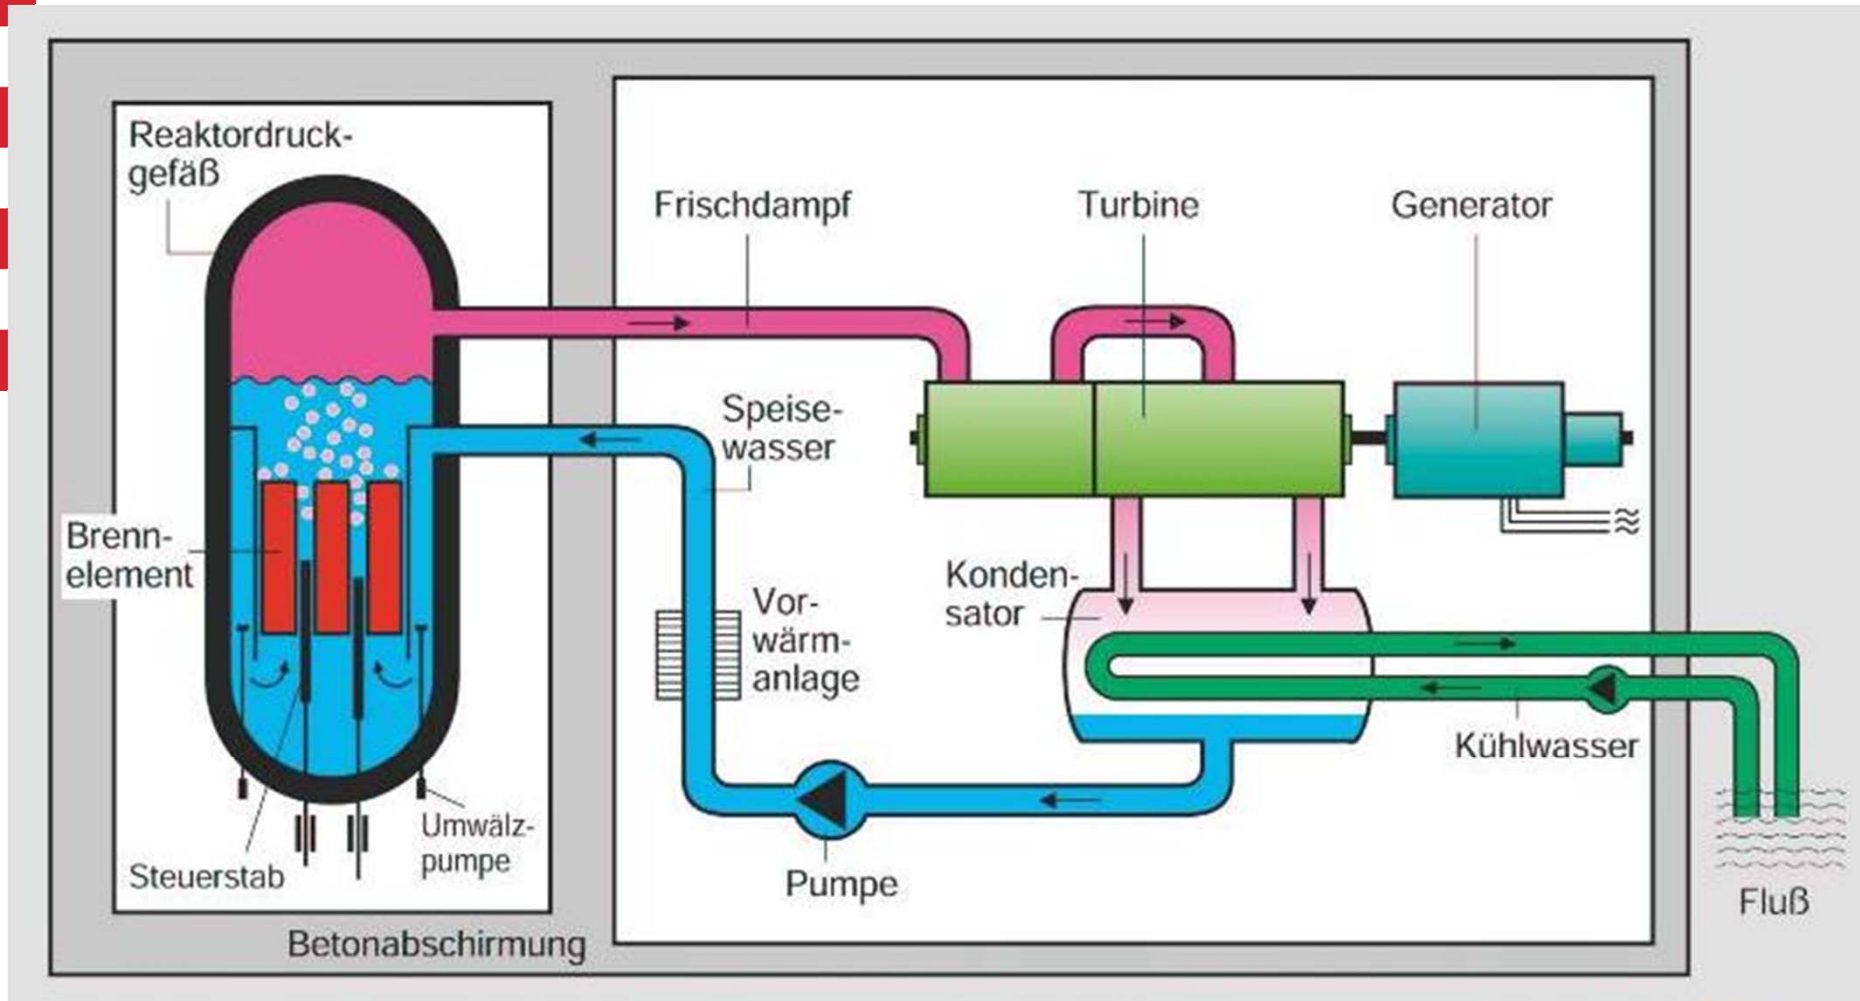 Reaktordruck-
gefäß
Frischdampf
Turbine
Generator
Speise-
wasser
Brenn-
element
Vor-
wärm-
anlage
Konden-
sator
Kühlwasser
Umwälz-
pumpe
Steuerstab
Pumpe
Fluß
Betonabschirmung